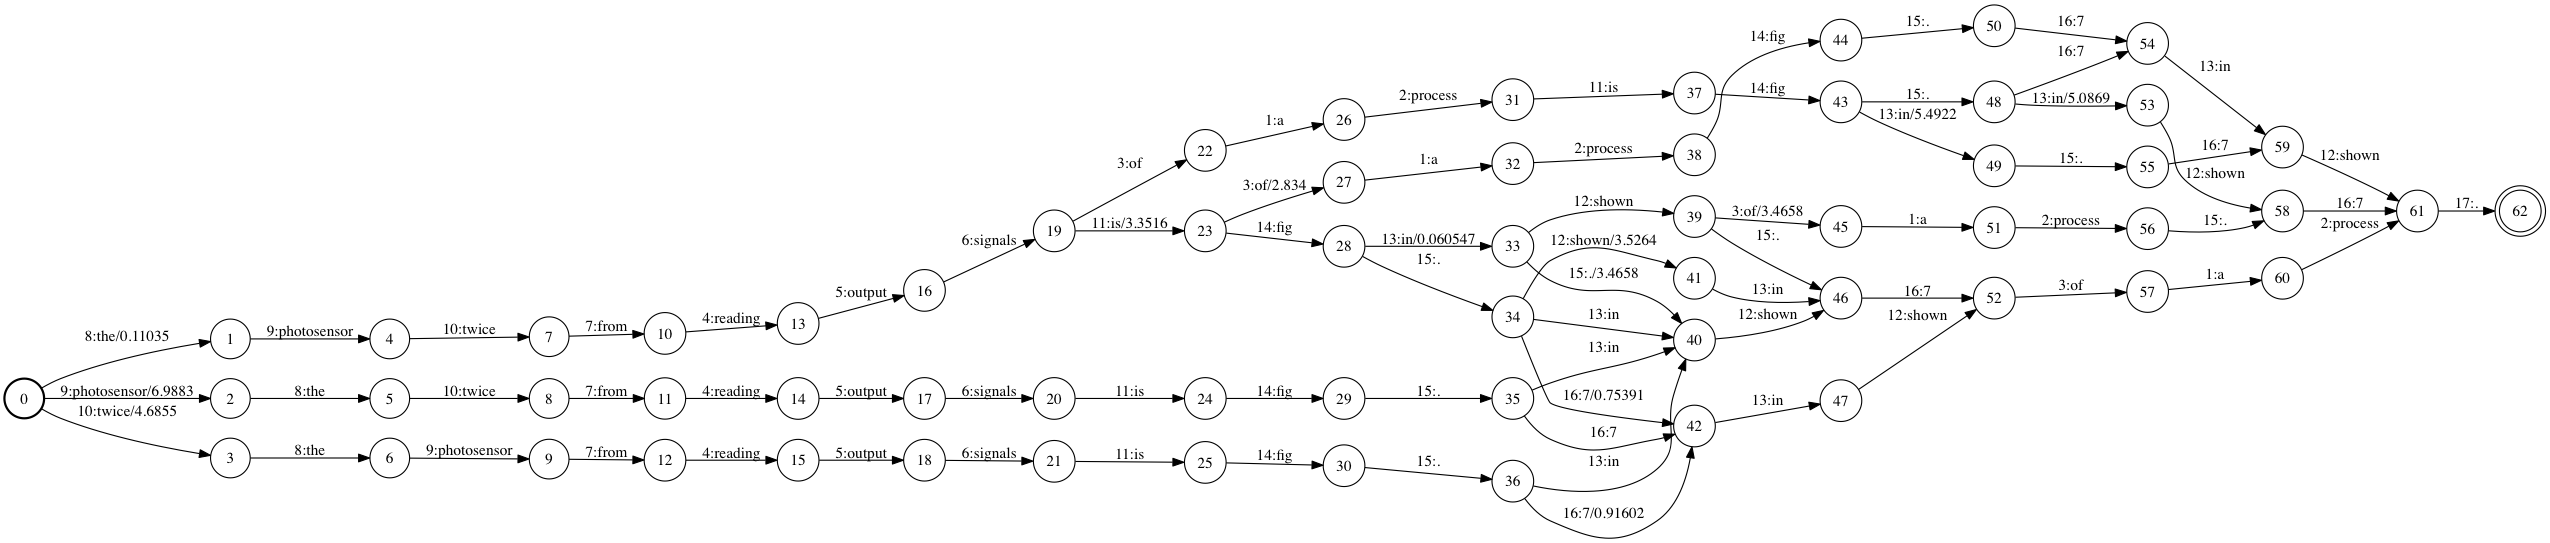 0
8:the/0.11035
9:photosensor/6.9883
10:twice/4.6855
1
9:photosensor
4
10:twice
7
7:from
10
4:reading
13
5:output
16
6:signals
19
2
8:the
5
10:twice
8
7:from
11
4:reading
14
5:output
17
6:signals
20
11:is
24
14:fig
29
15:.
35
3
8:the
6
9:photosensor
9
7:from
12
4:reading
15
5:output
18
6:signals
21
11:is
25
14:fig
30
15:.
36
3:of
22
1:a
26
2:process
31
11:is
37
14:fig
43
15:.
48
16:7
13:in/5.0869
53
13:in/5.4922
49
15:.
55
16:7
12:shown
11:is/3.3516
23
3:of/2.834
27
1:a
32
2:process
38
14:fig
44
15:.
50
16:7
54
13:in
59
12:shown
14:fig
28
13:in/0.060547
15:.
33
12:shown
39
3:of/3.4658
45
1:a
51
2:process
56
15:.
58
16:7
61
17:.
62
15:.
15:./3.4658
34
12:shown/3.5264
41
13:in
46
16:7
52
3:of
57
1:a
60
2:process
13:in
40
12:shown
16:7/0.75391
13:in
16:7
42
13:in
47
12:shown
13:in
16:7/0.91602